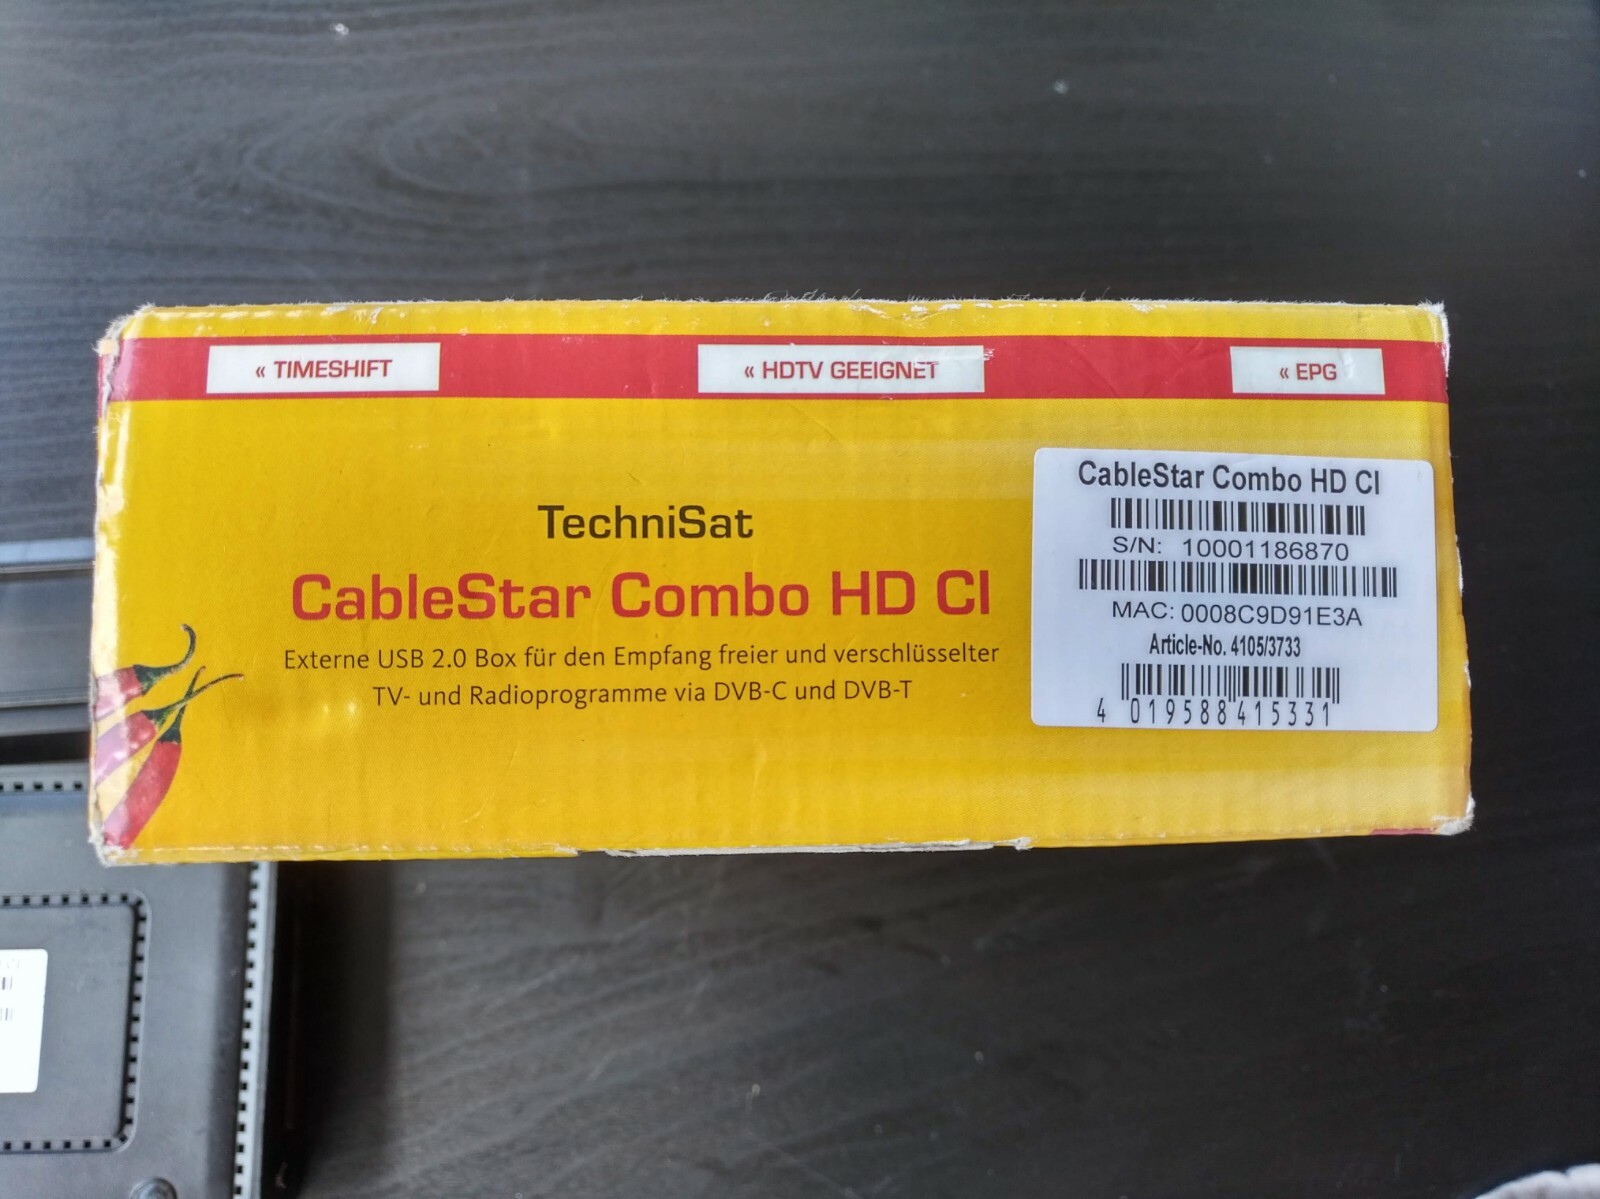 « TIMESHIFT
« HDTV GEEIGNET
« EPG
TechniSat
CableStar Combo HD CI
Externe USB 2.0 Box für den Empfang freier und verschlüsselter
TV- und Radioprogramme via DVB-C und DVB-T
CableStar Combo HD CI
S/N: 10001186870
MAC: 0008C9D91E3A
Article-No. 4105/3733
4 019588 415331